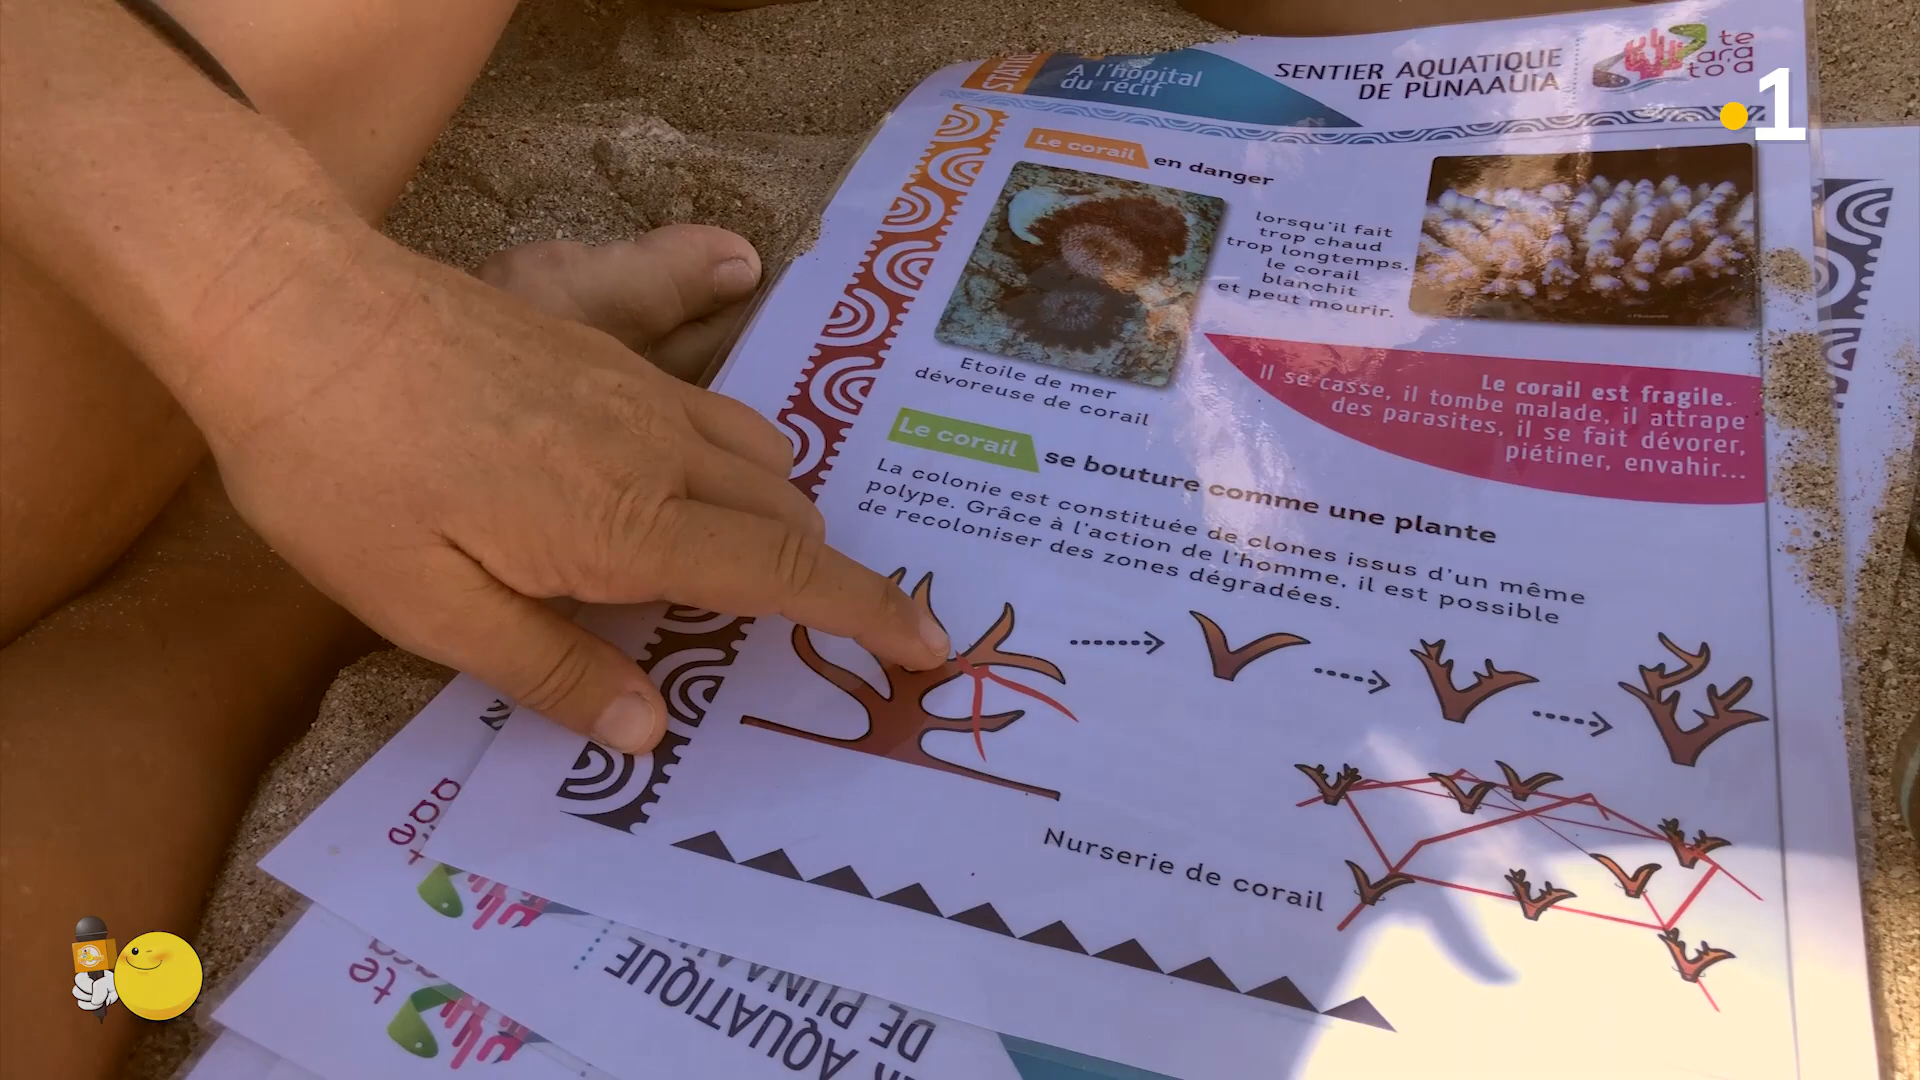 STATIO
A l'hôpital
du récif
SENTIER AQUATIQUE
DE PUNAAUIA
te
ara
to'a
1
Le corail en danger
lorsqu'il fait
trop chaud
trop longtemps,
le corail
blanchit
et peut mourir.
Etoile de mer
dévoreuse de corail
Le corail est fragile.
Il se casse, il tombe malade, il attrape
des parasites, il se fait dévorer,
piétiner, envahir...
Le corail se bouture comme une plante
La colonie est constituée de clones issus d'un même
polype. Grâce à l'action de l'homme, il est possible
de recoloniser des zones dégradées.
Nurserie de corail
te
AQUATIQUE
DE PUNAA